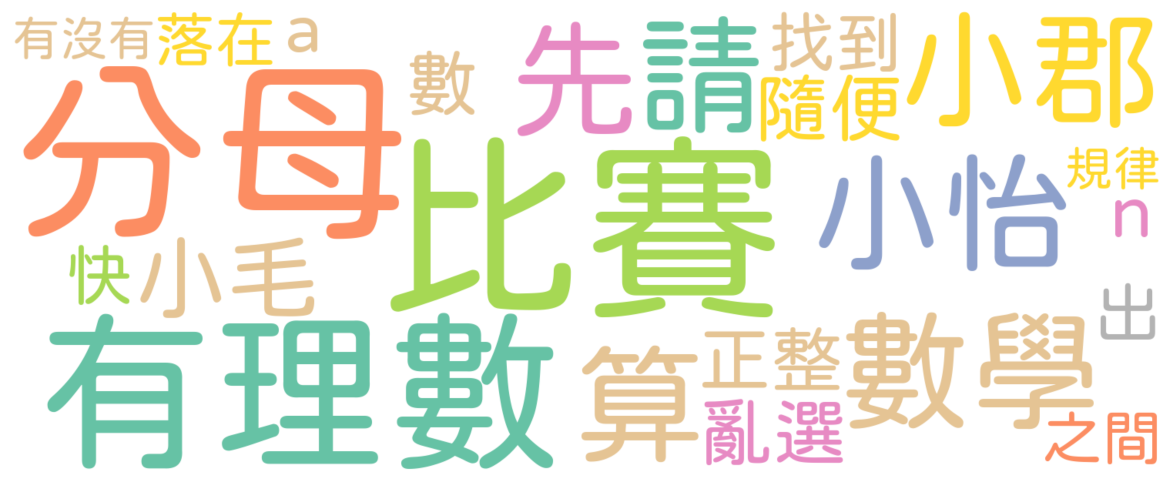 有沒有 落在 a 數 先 請 找到 小郡
隨便
分母 比賽 小怡 規律
n
快 小毛 出
有理數 算 正整 數學
亂選 之間